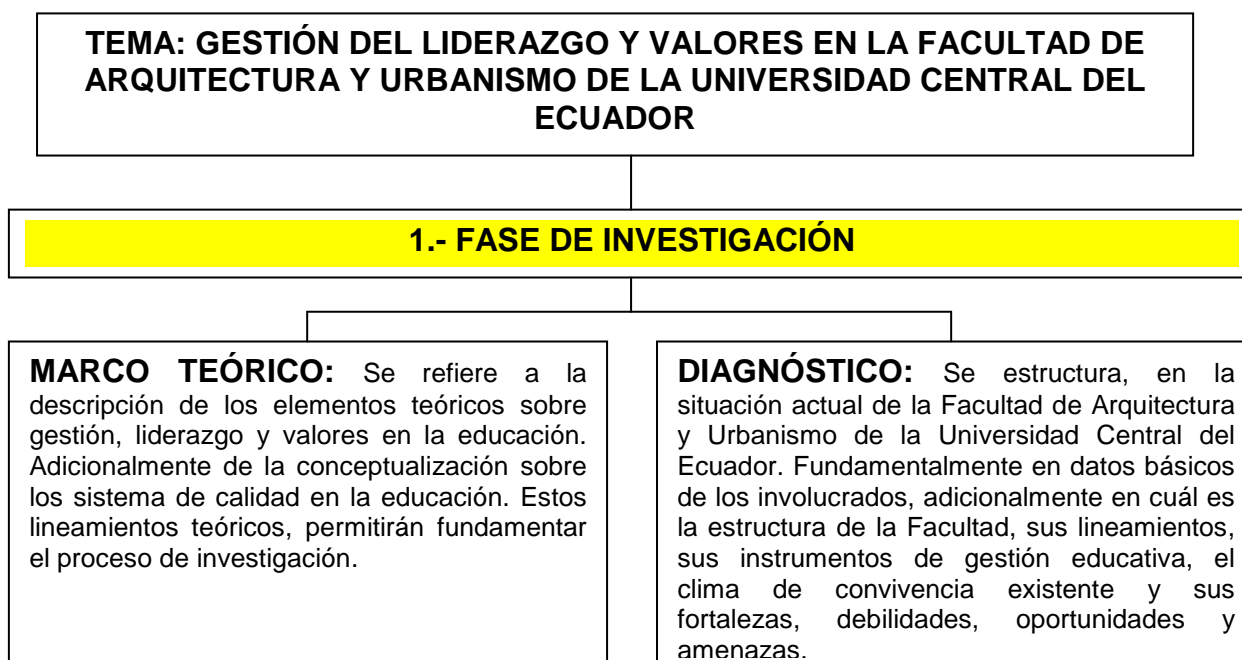 TEMA: GESTIÓN DEL LIDERAZGO Y VALORES EN LA FACULTAD DE
ARQUITECTURA Y URBANISMO DE LA UNIVERSIDAD CENTRAL DEL
ECUADOR
1.- FASE DE INVESTIGACIÓN
MARCO TEÓRICO: Se refiere a la
descripción de los elementos teóricos sobre
gestión, liderazgo y valores en la educación.
Adicionalmente de la conceptualización sobre
los sistema de calidad en la educación. Estos
lineamientos teóricos, permitirán fundamentar
el proceso de investigación.
DIAGNÓSTICO: Se estructura, en la
situación actual de la Facultad de Arquitectura
y Urbanismo de la Universidad Central del
Ecuador. Fundamentalmente en datos básicos
de los involucrados, adicionalmente en cuál es
la estructura de la Facultad, sus lineamientos,
sus instrumentos de gestión educativa, el
clima de convivencia existente y sus
fortalezas, debilidades, oportunidades y
amenazas.